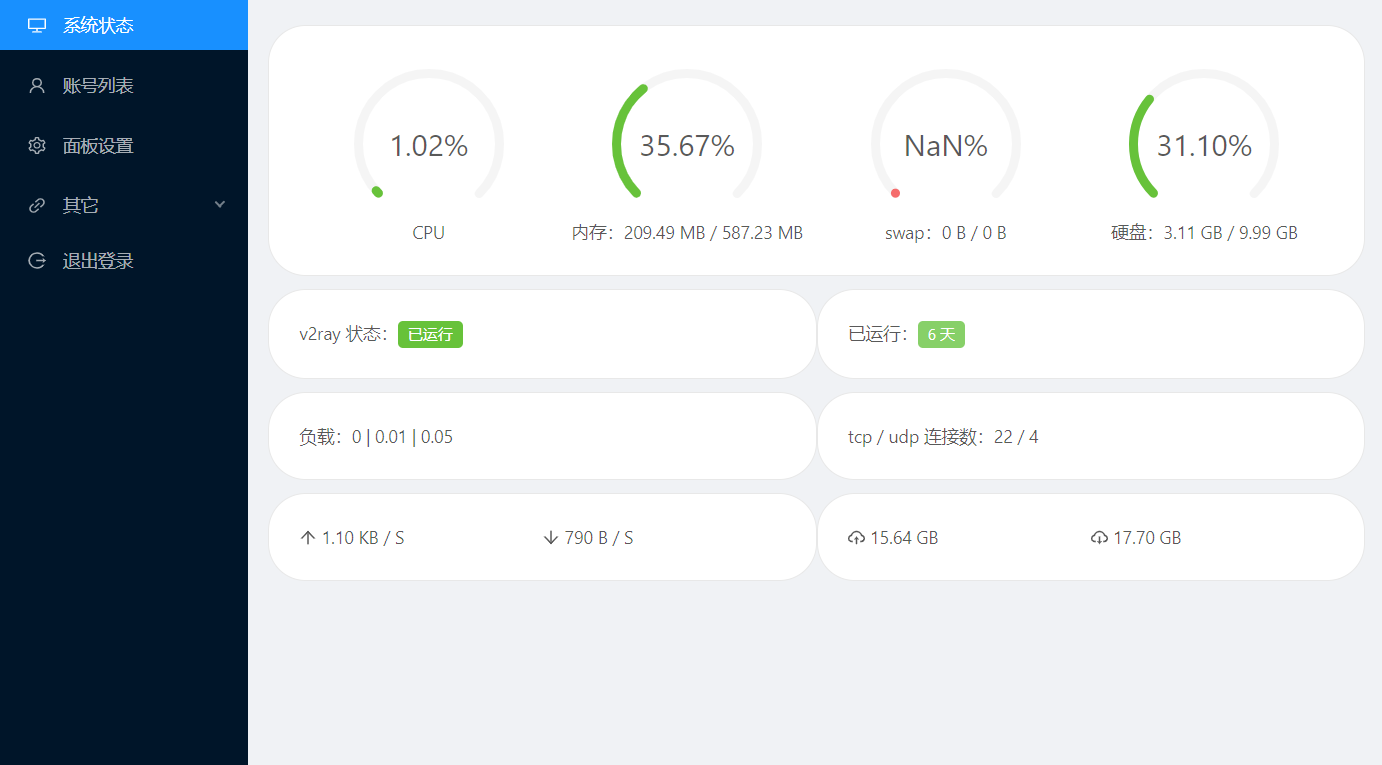 系统状态
账号列表
面板设置
其它
退出登录
1.02%
35.67%
NaN%
31.10%
CPU
内存：209.49 MB / 587.23 MB
swap：0 B / 0 B
硬盘：3.11 GB / 9.99 GB
v2ray 状态：已运行
已运行：6 天
负载：0 | 0.01 | 0.05
tcp / udp 连接数：22 / 4
1.10 KB / S
790 B / S
15.64 GB
17.70 GB